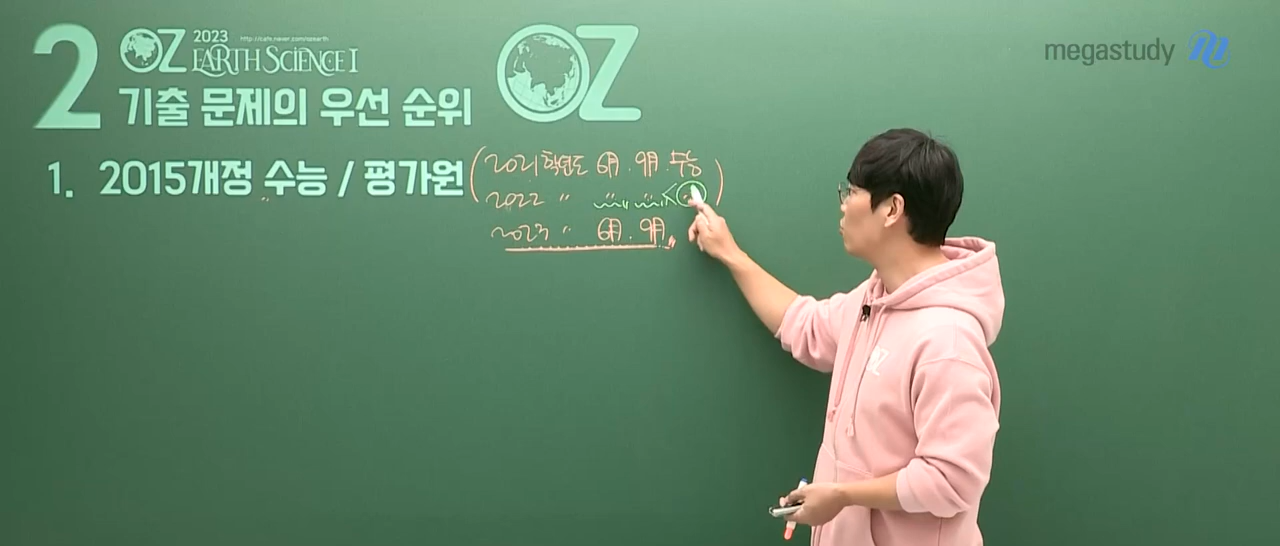 megastudy
2
OZ 2023 EARTH SCIENCE I
http://cafe.naver.com/ozearth
OZ
기출 문제의 우선 순위
1. 2015개정 수능 / 평가원
(2021학년도 6月. 9月. 수능
2022 〃 〃 〃 〃)
2023 〃 6月. 9月.
OZ